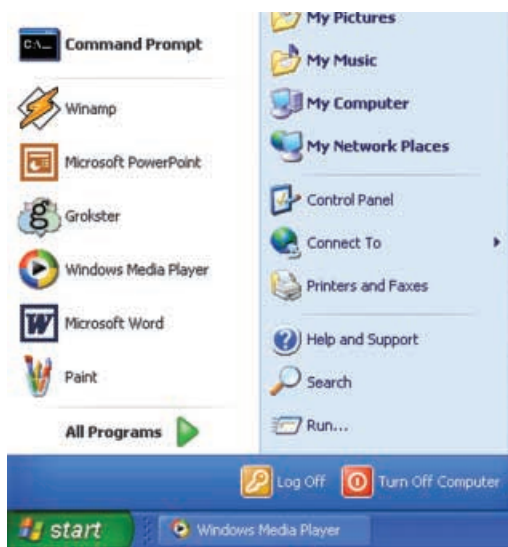 C:\_
Command Prompt
Winamp
Microsoft PowerPoint
g
Grokster
Windows Media Player
W
Microsoft Word
Paint
All Programs
My Pictures
My Music
My Computer
My Network Places
Control Panel
Connect To
Printers and Faxes
Help and Support
Search
Run...
Log Off
Turn Off Computer
start
Windows Media Player